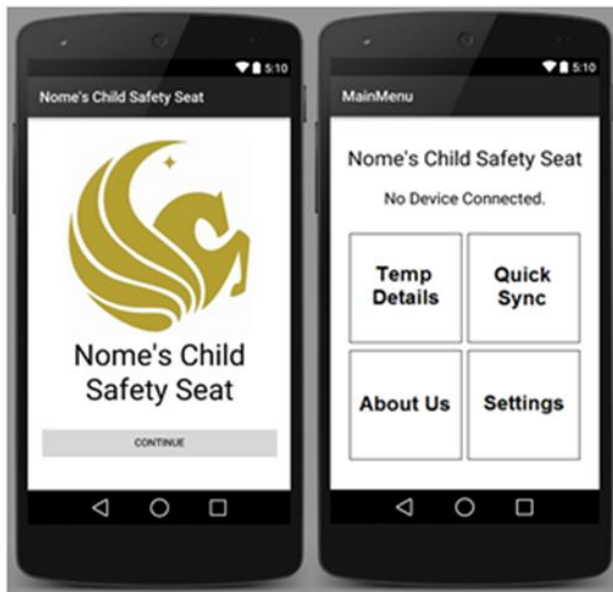 5:10
Nome's Child Safety Seat
Nome's Child
Safety Seat
CONTINUE
5:10
MainMenu
Nome's Child Safety Seat
No Device Connected.
Temp
Details
Quick
Sync
About Us
Settings